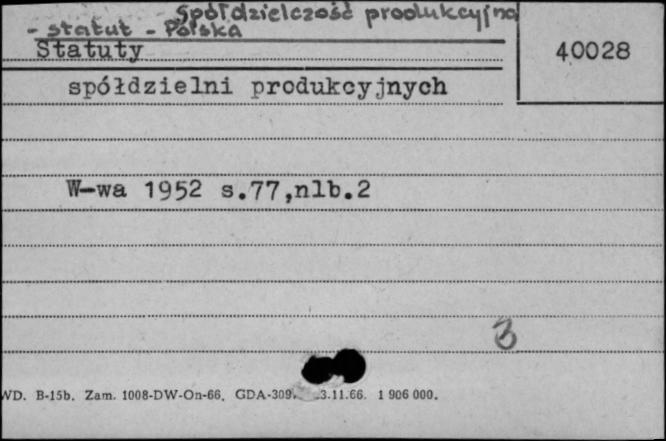 Spółdzielczość produkcyjna
- statut - Polska
Statuty
40028
spółdzielni produkcyjnych
W-wa 1952 s.77,nlb.2
3
WD. B-15b. Zam. 1008-DW-On-66. GDA-309. 3.11.66. 1 906 000.